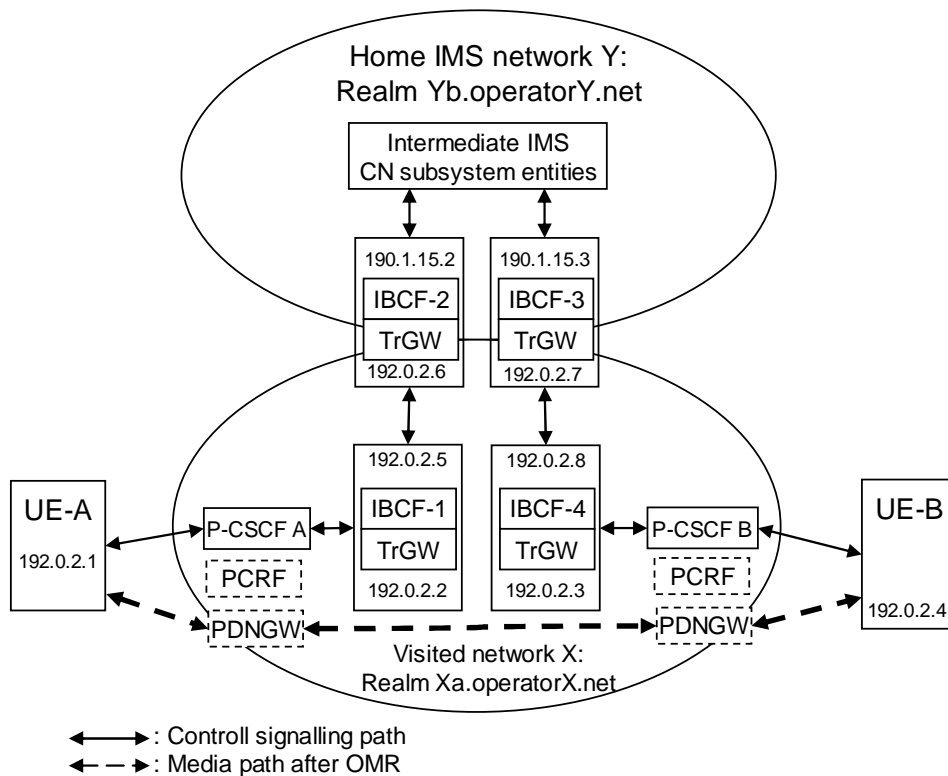 Home IMS network Y:
Realm Yb.operatorY.net
Intermediate IMS
CN subsystem entities
190.1.15.2
IBCF-2
TrGW
192.0.2.6
190.1.15.3
IBCF-3
TrGW
192.0.2.7
UE-A
192.0.2.1
P-CSCF A
PCRF
PDNGW
192.0.2.5
IBCF-1
TrGW
192.0.2.2
192.0.2.8
IBCF-4
TrGW
192.0.2.3
P-CSCF B
PCRF
PDNGW
UE-B
192.0.2.4
Visited network X:
Realm Xa.operatorX.net
: Controll signalling path
: Media path after OMR